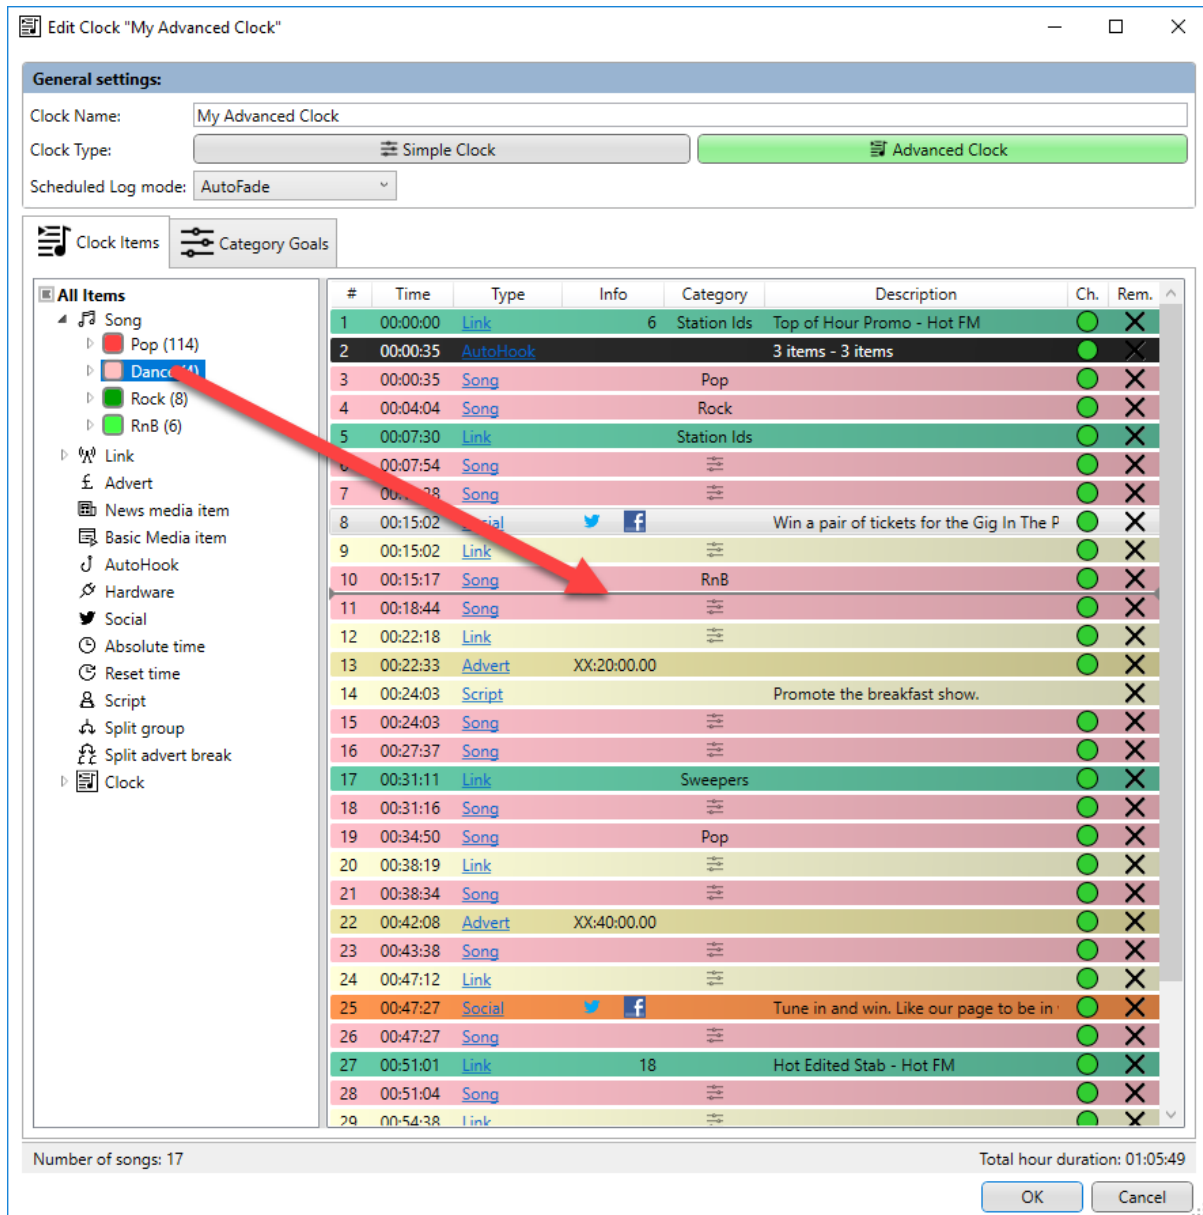 Edit Clock "My Advanced Clock"
General settings:
Clock Name: My Advanced Clock
Clock Type: Simple Clock Advanced Clock
Scheduled Log mode: AutoFade
Clock Items Category Goals
All Items
Song
Pop (114)
Dance (4)
Rock (8)
RnB (6)
Link
Advert
News media item
Basic Media item
AutoHook
Hardware
Social
Absolute time
Reset time
Script
Split group
Split advert break
Clock
# Time Type Info Category Description Ch. Rem.
1 00:00:00 Link 6 Station Ids Top of Hour Promo - Hot FM
2 00:00:35 AutoHook 3 items - 3 items
3 00:00:35 Song Pop
4 00:04:04 Song Rock
5 00:07:30 Link Station Ids
6 00:07:54 Song
7 Song
8 00:15:02 Social Win a pair of tickets for the Gig In The P
9 00:15:02 Link
10 00:15:17 Song RnB
11 00:18:44 Song
12 00:22:18 Link
13 00:22:33 Advert XX:20:00.00
14 00:24:03 Script Promote the breakfast show.
15 00:24:03 Song
16 00:27:37 Song
17 00:31:11 Link Sweepers
18 00:31:16 Song
19 00:34:50 Song Pop
20 00:38:19 Link
21 00:38:34 Song
22 00:42:08 Advert XX:40:00.00
23 00:43:38 Song
24 00:47:12 Link
25 00:47:27 Social Tune in and win. Like our page to be in
26 00:47:27 Song
27 00:51:01 Link 18 Hot Edited Stab - Hot FM
28 00:51:04 Song
29 00:54:38 Link
Number of songs: 17 Total hour duration: 01:05:49
OK Cancel